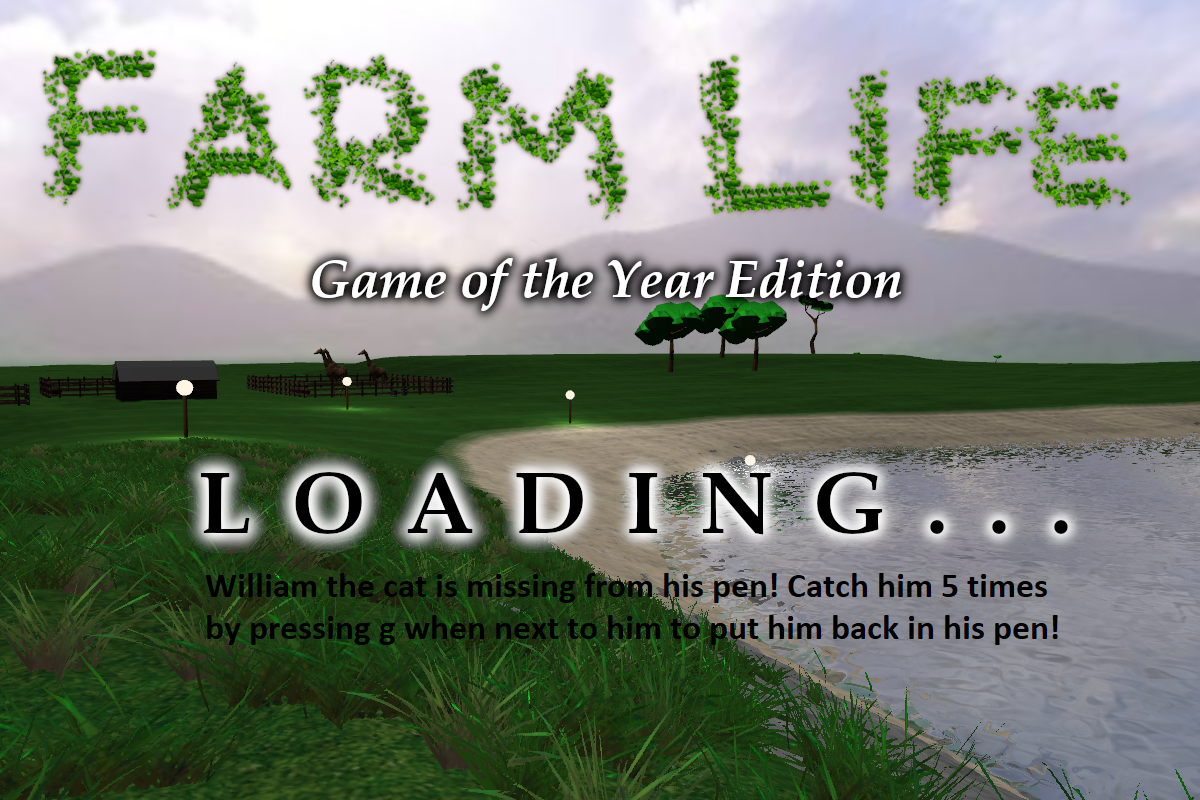 FARM LIFE
Game of the Year Edition
LOADING...
William the cat is missing from his pen! Catch him 5 times
by pressing g when next to him to put him back in his pen!